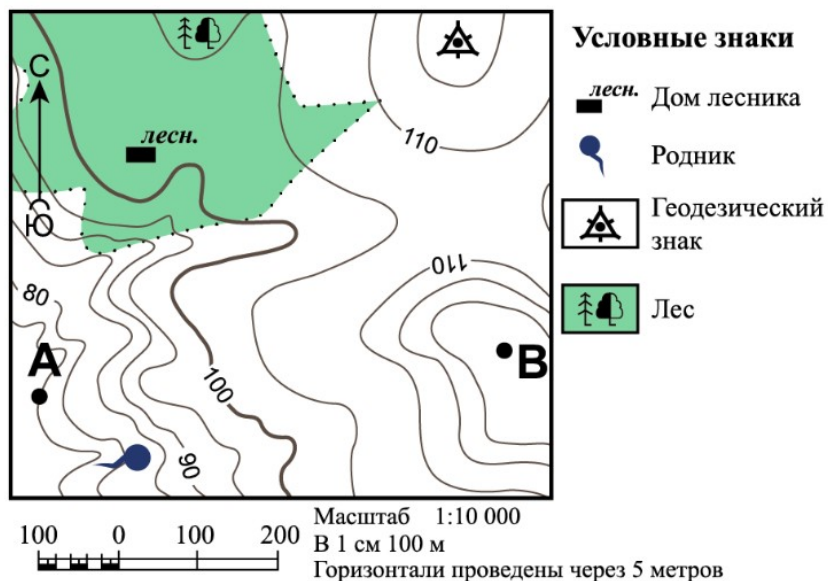 С
лесн.
110
Ю
110
80
А
В
100
90
Условные знаки
лесн.
Дом лесника
Родник
Геодезический
знак
Лес
100 0 100 200
Масштаб 1:10 000
В 1 см 100 м
Горизонтали проведены через 5 метров